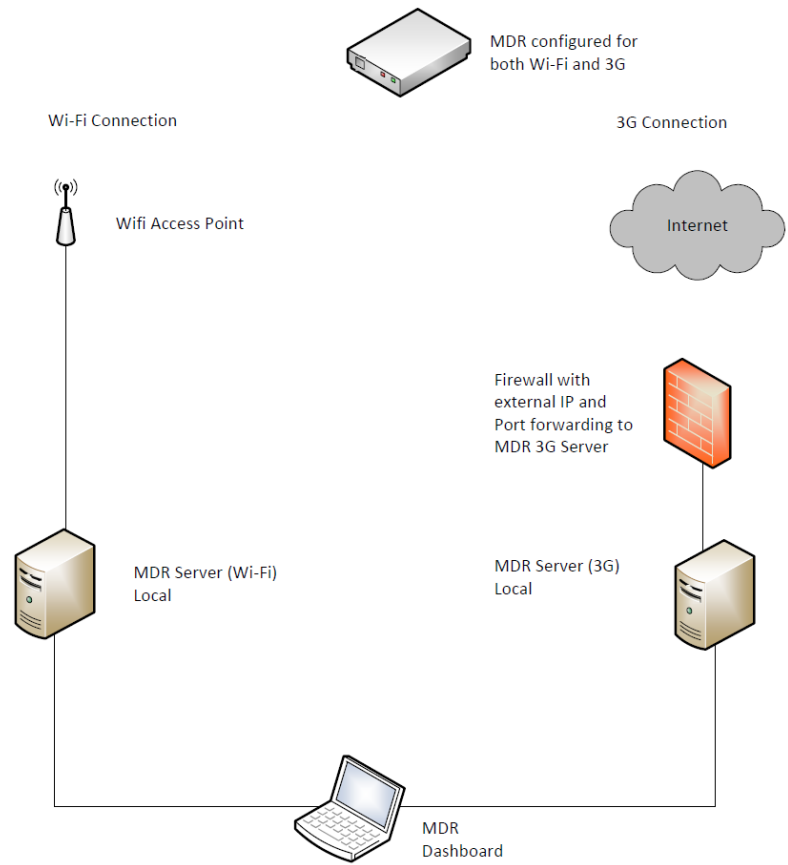 MDR configured for
both Wi-Fi and 3G
Wi-Fi Connection
3G Connection
Wifi Access Point
Internet
Firewall with
external IP and
Port forwarding to
MDR 3G Server
MDR Server (Wi-Fi)
Local
MDR Server (3G)
Local
MDR
Dashboard